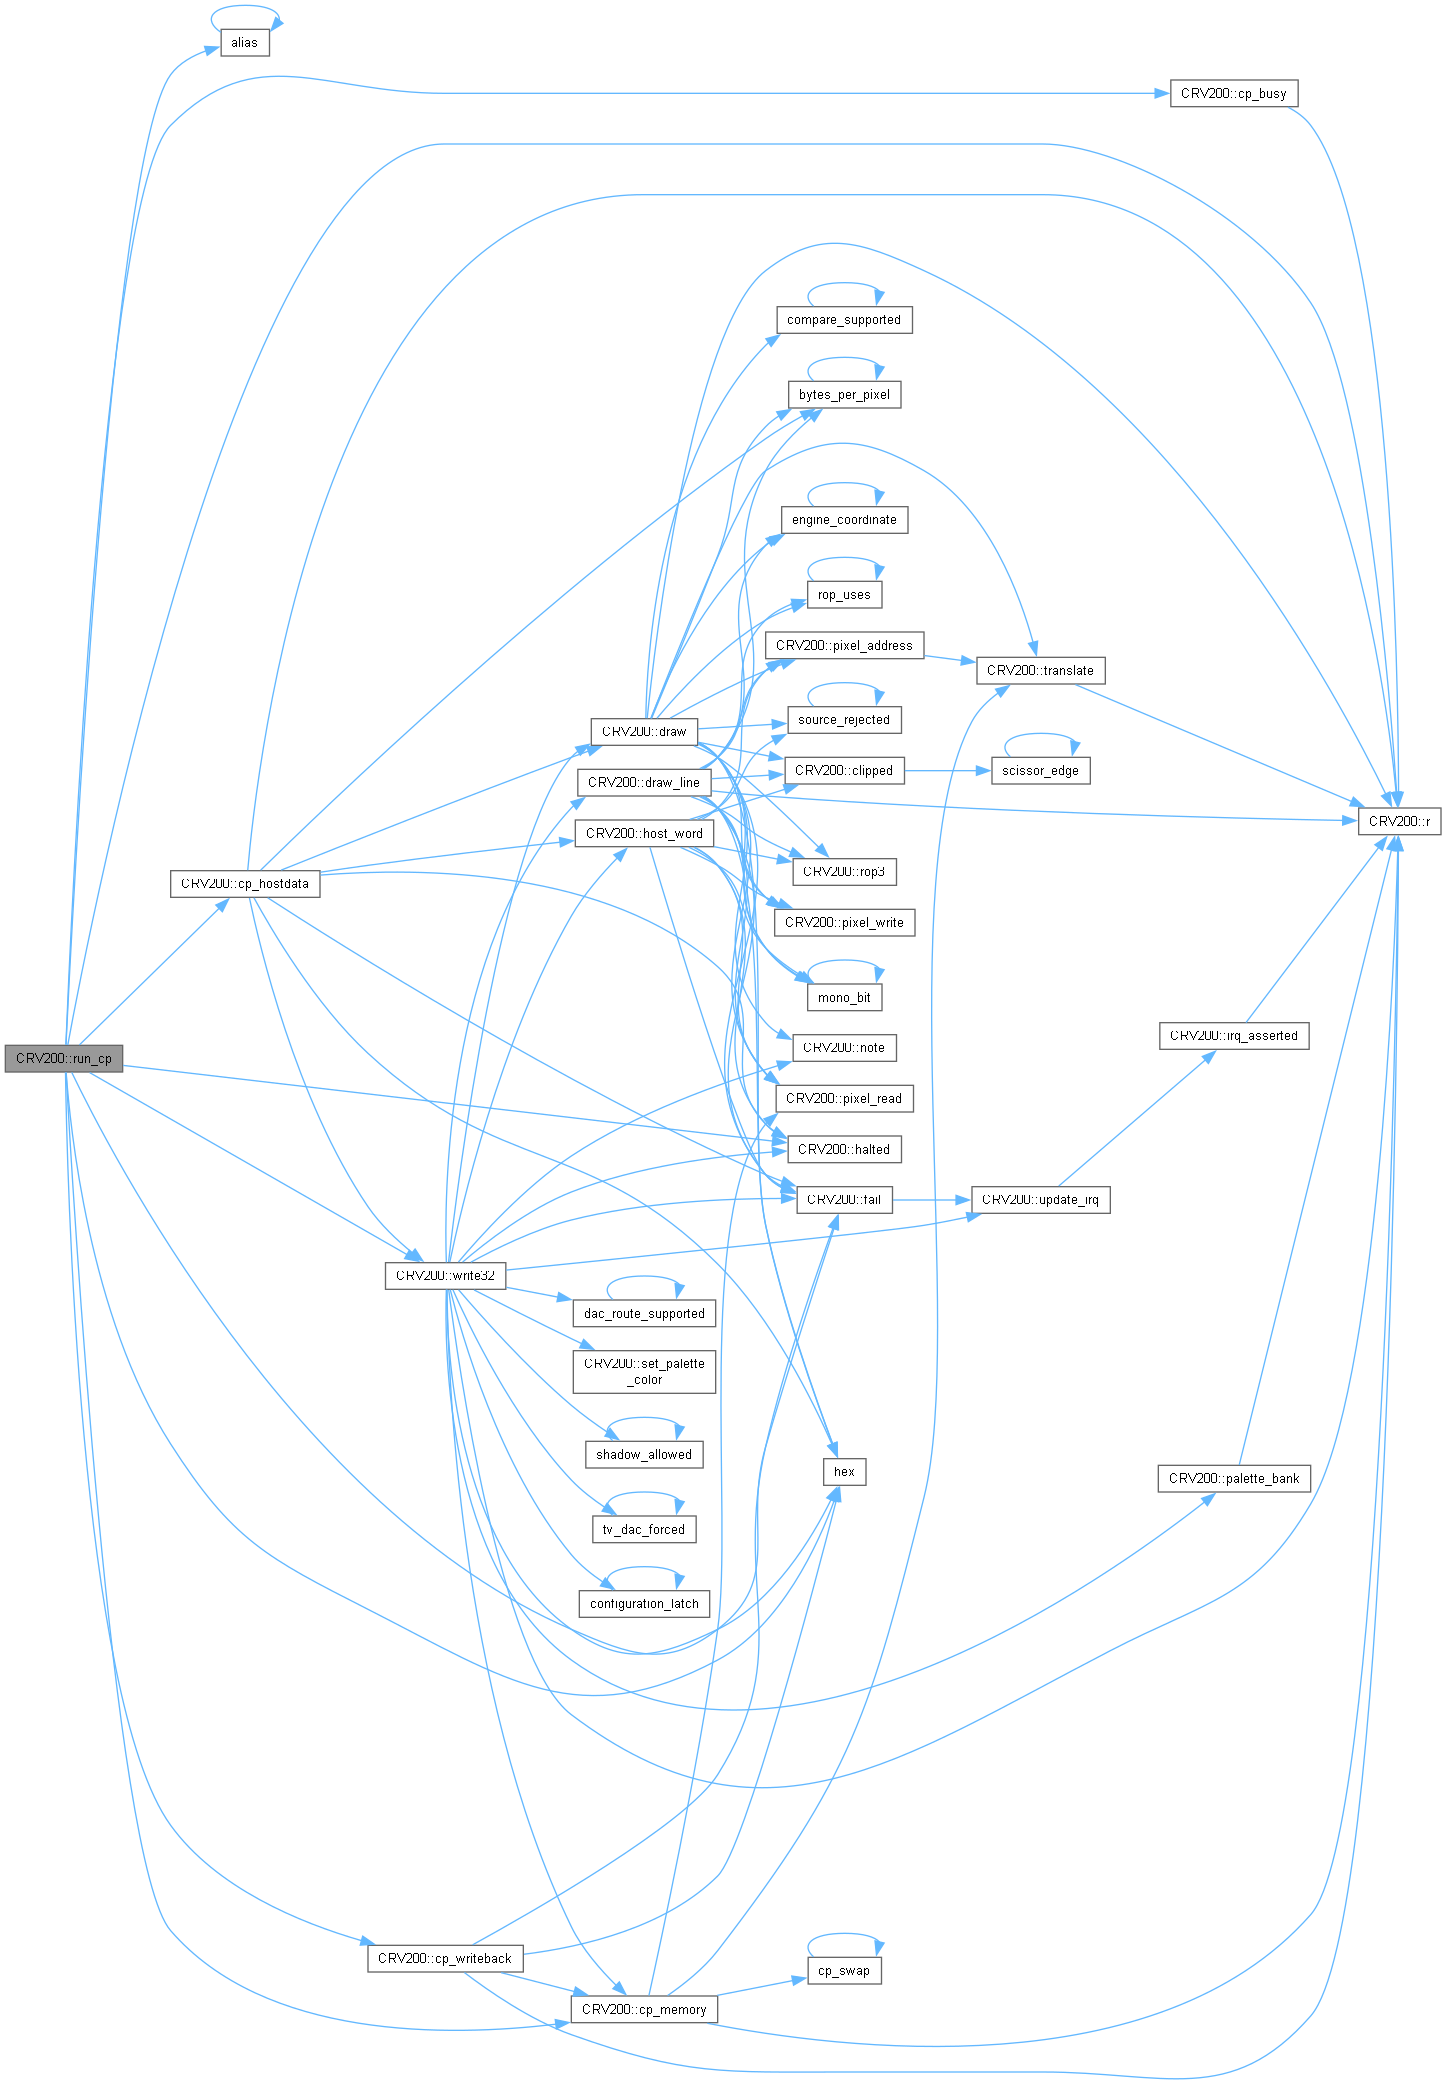 alias
CRV200::cp_busy
compare_supported
bytes_per_pixel
engine_coordinate
rop_uses
CRV200::pixel_address
CRV200::translate
source_rejected
CRV200::draw
CRV200::clipped
scissor_edge
CRV200::draw_line
CRV200::r
CRV200::host_word
CRV200::rop3
CRV200::cp_hostdata
CRV200::pixel_write
mono_bit
CRV200::irq_asserted
CRV200::note
CRV200::run_cp
CRV200::pixel_read
CRV200::halted
CRV200::fail
CRV200::update_irq
CRV200::write32
dac_route_supported
CRV200::set_palette
_color
shadow_allowed
hex
CRV200::palette_bank
tv_dac_forced
configuration_latch
CRV200::cp_writeback
cp_swap
CRV200::cp_memory